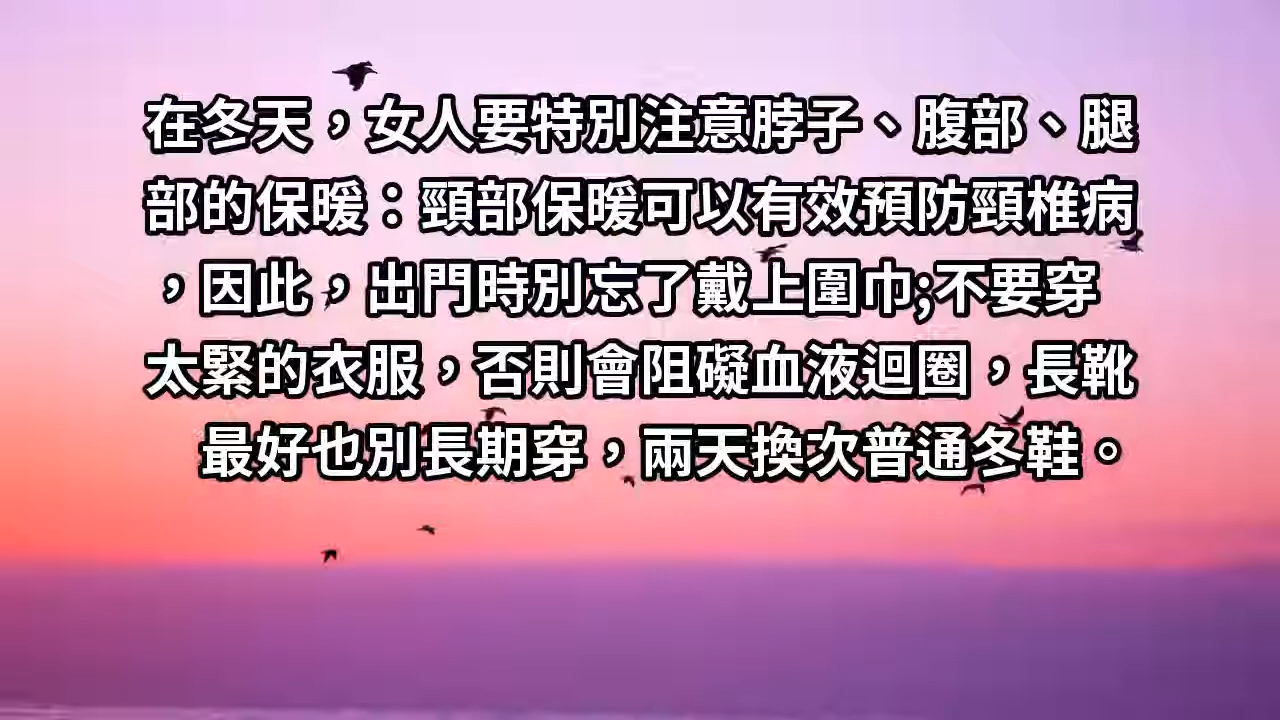 在冬天，女人要特別注意脖子、腹部、腿
部的保暖：頸部保暖可以有效預防頸椎病
，因此，出門時別忘了戴上圍巾;不要穿
太緊的衣服，否則會阻礙血液迴圈，長靴
最好也別長期穿，兩天換次普通冬鞋。